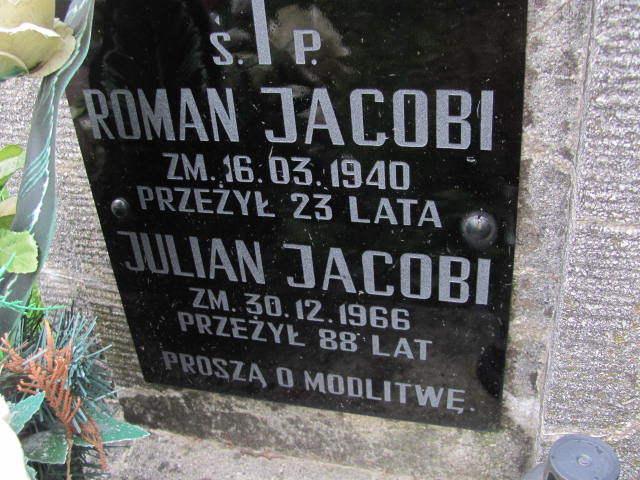 Ś. P.
ROMAN JACOBI
ZM. 16.03.1940
PRZEŻYŁ 23 LATA
JULIAN JACOBI
ZM. 30.12.1966
PRZEŻYŁ 88 LAT
PROSZĄ O MODLITWĘ.